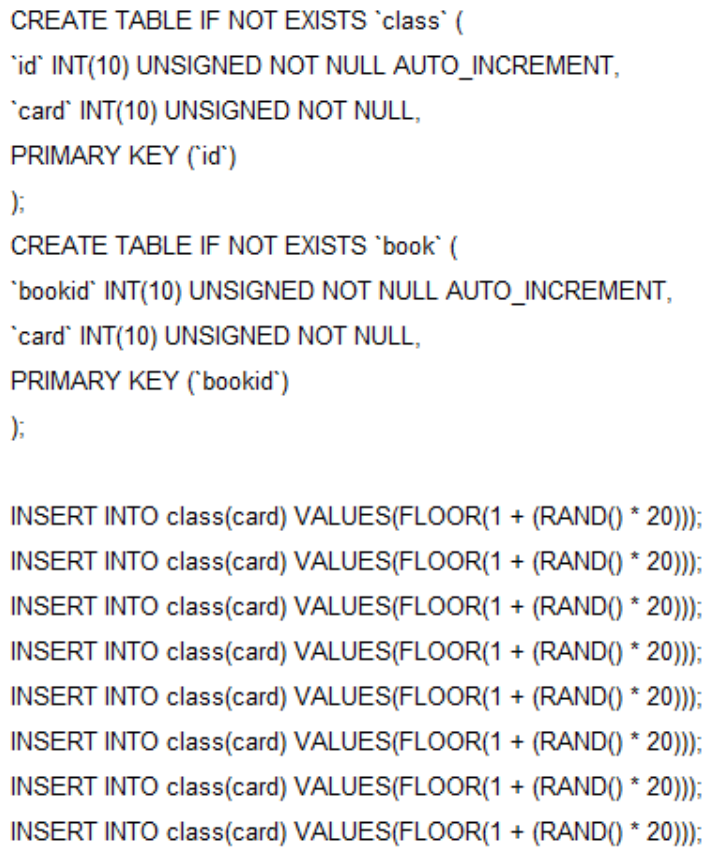 CREATE TABLE IF NOT EXISTS `class` (
`id` INT(10) UNSIGNED NOT NULL AUTO_INCREMENT,
`card` INT(10) UNSIGNED NOT NULL,
PRIMARY KEY (`id`)
);
CREATE TABLE IF NOT EXISTS `book` (
`bookid` INT(10) UNSIGNED NOT NULL AUTO_INCREMENT,
`card` INT(10) UNSIGNED NOT NULL,
PRIMARY KEY (`bookid`)
);
INSERT INTO class(card) VALUES(FLOOR(1 + (RAND() * 20)));
INSERT INTO class(card) VALUES(FLOOR(1 + (RAND() * 20)));
INSERT INTO class(card) VALUES(FLOOR(1 + (RAND() * 20)));
INSERT INTO class(card) VALUES(FLOOR(1 + (RAND() * 20)));
INSERT INTO class(card) VALUES(FLOOR(1 + (RAND() * 20)));
INSERT INTO class(card) VALUES(FLOOR(1 + (RAND() * 20)));
INSERT INTO class(card) VALUES(FLOOR(1 + (RAND() * 20)));
INSERT INTO class(card) VALUES(FLOOR(1 + (RAND() * 20)));